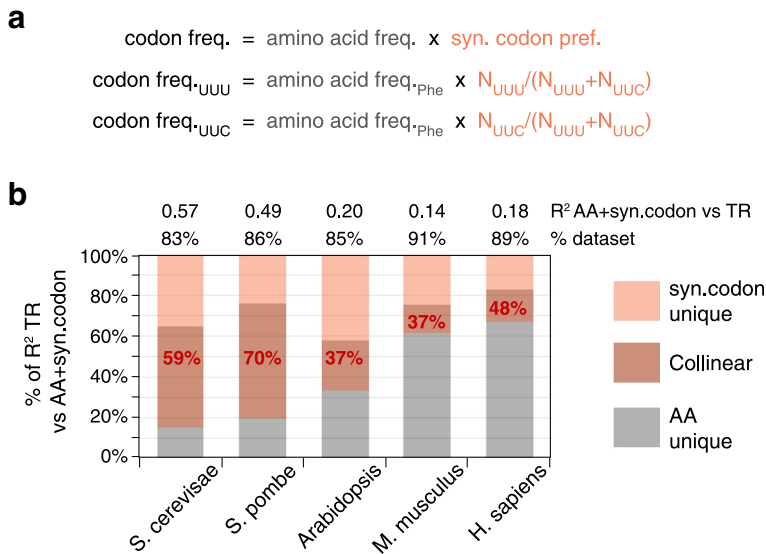 a
codon freq. = amino acid freq. x syn. codon pref.
codon freq.UUU = amino acid freq.Phe x NUUU/(NUUU+NUUC)
codon freq.UUC = amino acid freq.Phe x NUUC/(NUUU+NUUC)
b
0.57 0.49 0.20 0.14 0.18 R² AA+syn.codon vs TR
83% 86% 85% 91% 89% % dataset
% of R² TR
vs AA+syn.codon
100%
80%
60%
40%
20%
0%
59% 70% 37% 37% 48%
S. cerevisae
S. pombe
Arabidopsis
M. musculus
H. sapiens
syn.codon
unique
Collinear
AA
unique